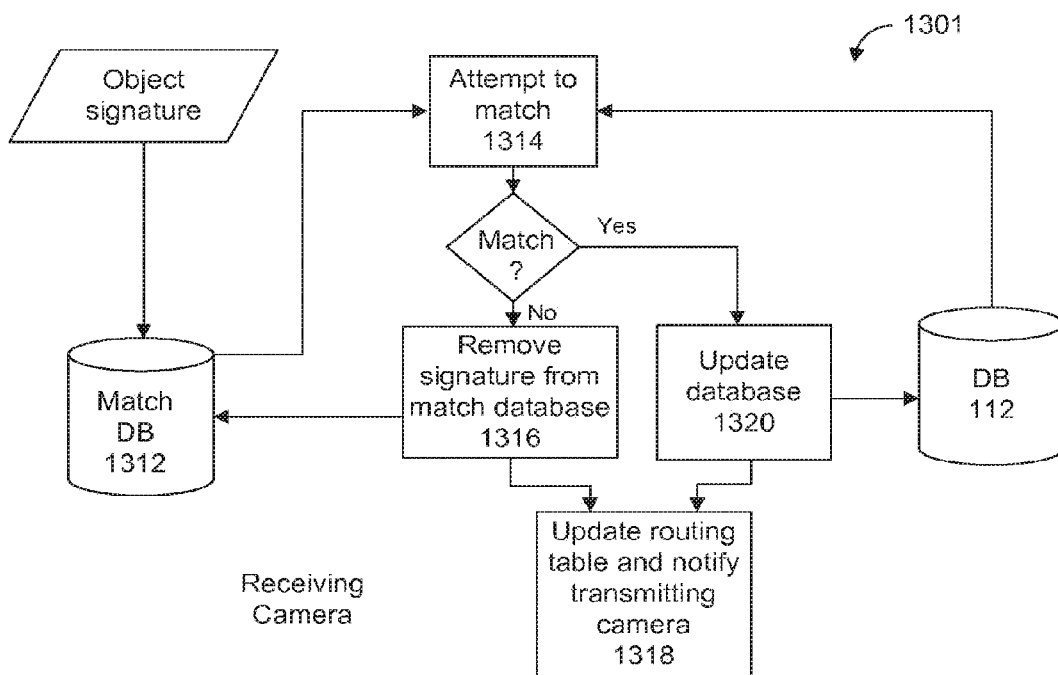 1301
Object
signature
Attempt to
match
1314
Match
?
Yes
No
Match
DB
1312
Remove
signature from
match database
1316
Update
database
1320
DB
112
Update routing
table and notify
transmitting
camera
1318
Receiving
Camera